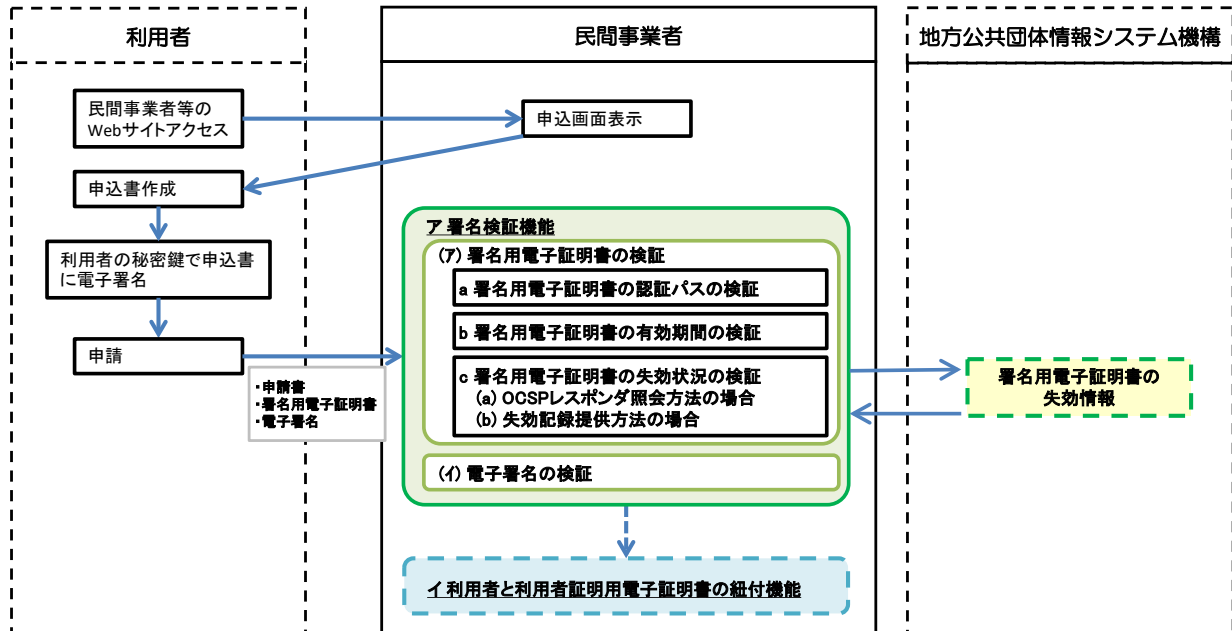 利用者
民間事業者
地方公共団体情報システム機構
民間事業者等の
Webサイトアクセス
申込画面表示
申込書作成
利用者の秘密鍵で申込書
に電子署名
申請
・申請書
・署名用電子証明書
・電子署名
ア 署名検証機能
(ア) 署名用電子証明書の検証
a 署名用電子証明書の認証パスの検証
b 署名用電子証明書の有効期間の検証
c 署名用電子証明書の失効状況の検証
(a) OCSPレスポンダ照会方法の場合
(b) 失効記録提供方法の場合
(イ) 電子署名の検証
署名用電子証明書の
失効情報
イ 利用者と利用者証明用電子証明書の紐付機能